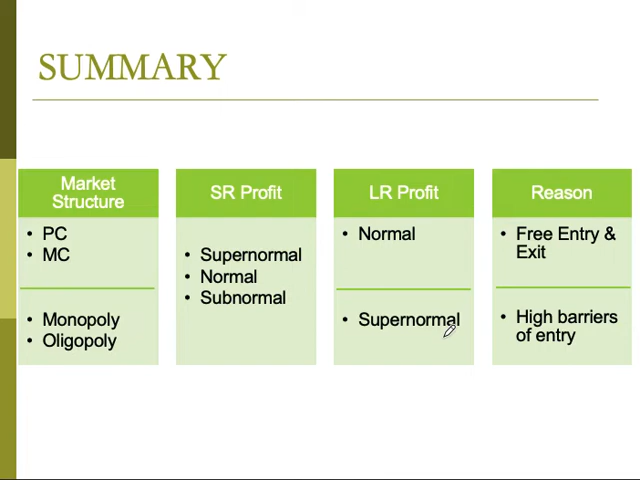 SUMMARY
Market
Structure
• PC
• MC
• Monopoly
• Oligopoly
SR Profit
• Supernormal
• Normal
• Subnormal
LR Profit
• Normal
• Supernormal
Reason
• Free Entry &
Exit
• High barriers
of entry